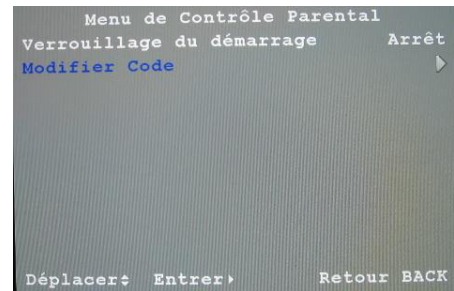 Menu de Contrôle Parental
Verrouillage du démarrage Arrêt
Modifier Code
Déplacer Entrer Retour BACK